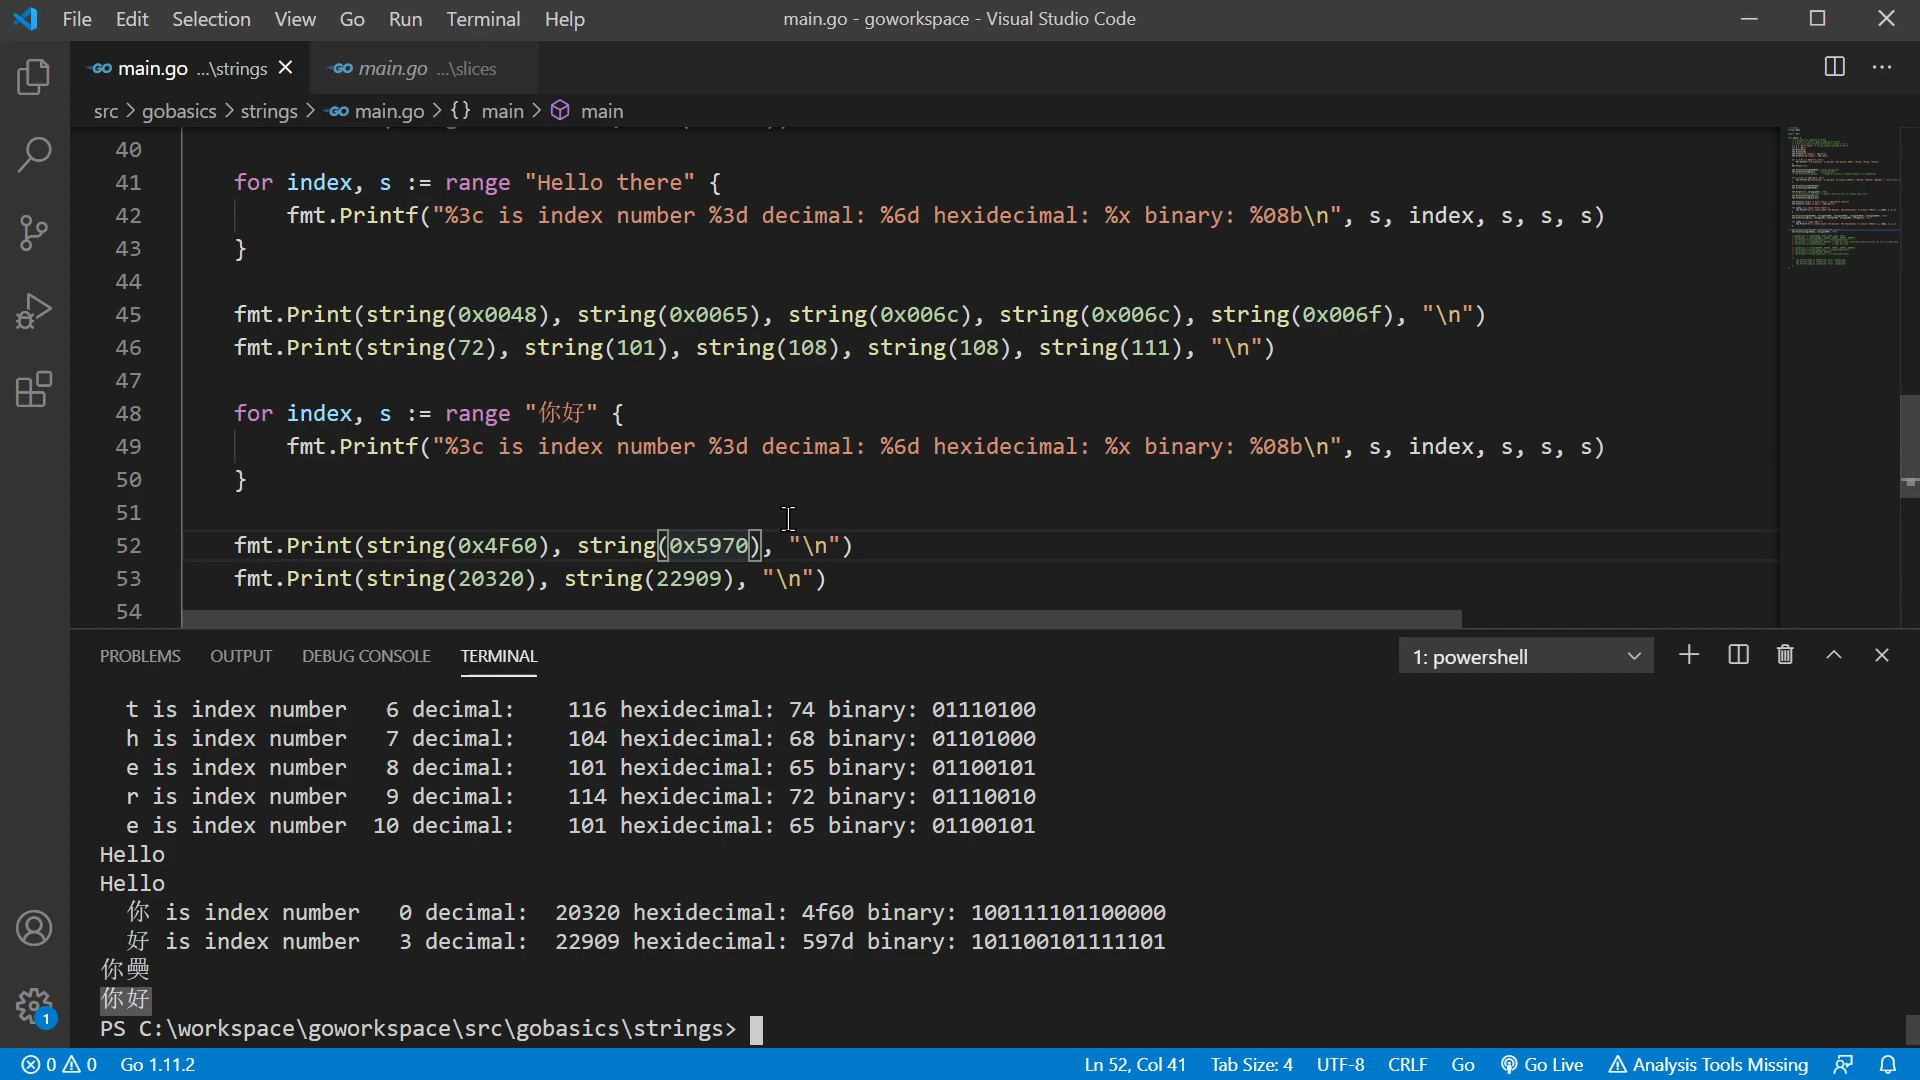 File Edit Selection View Go Run Terminal Help main.go - goworkspace - Visual Studio Code
GO main.go ...\strings GO main.go ...\slices
src > gobasics > strings > GO main.go > {} main > main
40
41 for index, s := range "Hello there" {
42 fmt.Printf("%3c is index number %3d decimal: %6d hexidecimal: %x binary: %08b\n", s, index, s, s, s)
43 }
44
45 fmt.Print(string(0x0048), string(0x0065), string(0x006c), string(0x006c), string(0x006f), "\n")
46 fmt.Print(string(72), string(101), string(108), string(108), string(111), "\n")
47
48 for index, s := range "你好" {
49 fmt.Printf("%3c is index number %3d decimal: %6d hexidecimal: %x binary: %08b\n", s, index, s, s, s)
50 }
51
52 fmt.Print(string(0x4F60), string(0x5970), "\n")
53 fmt.Print(string(20320), string(22909), "\n")
54
PROBLEMS OUTPUT DEBUG CONSOLE TERMINAL 1: powershell
t is index number 6 decimal: 116 hexidecimal: 74 binary: 01110100
h is index number 7 decimal: 104 hexidecimal: 68 binary: 01101000
e is index number 8 decimal: 101 hexidecimal: 65 binary: 01100101
r is index number 9 decimal: 114 hexidecimal: 72 binary: 01110010
e is index number 10 decimal: 101 hexidecimal: 65 binary: 01100101
Hello
Hello
你 is index number 0 decimal: 20320 hexidecimal: 4f60 binary: 100111101100000
好 is index number 3 decimal: 22909 hexidecimal: 597d binary: 101100101111101
你奰
你好
PS C:\workspace\goworkspace\src\gobasics\strings>
1
0 0 Go 1.11.2 Ln 52, Col 41 Tab Size: 4 UTF-8 CRLF Go Go Live Analysis Tools Missing